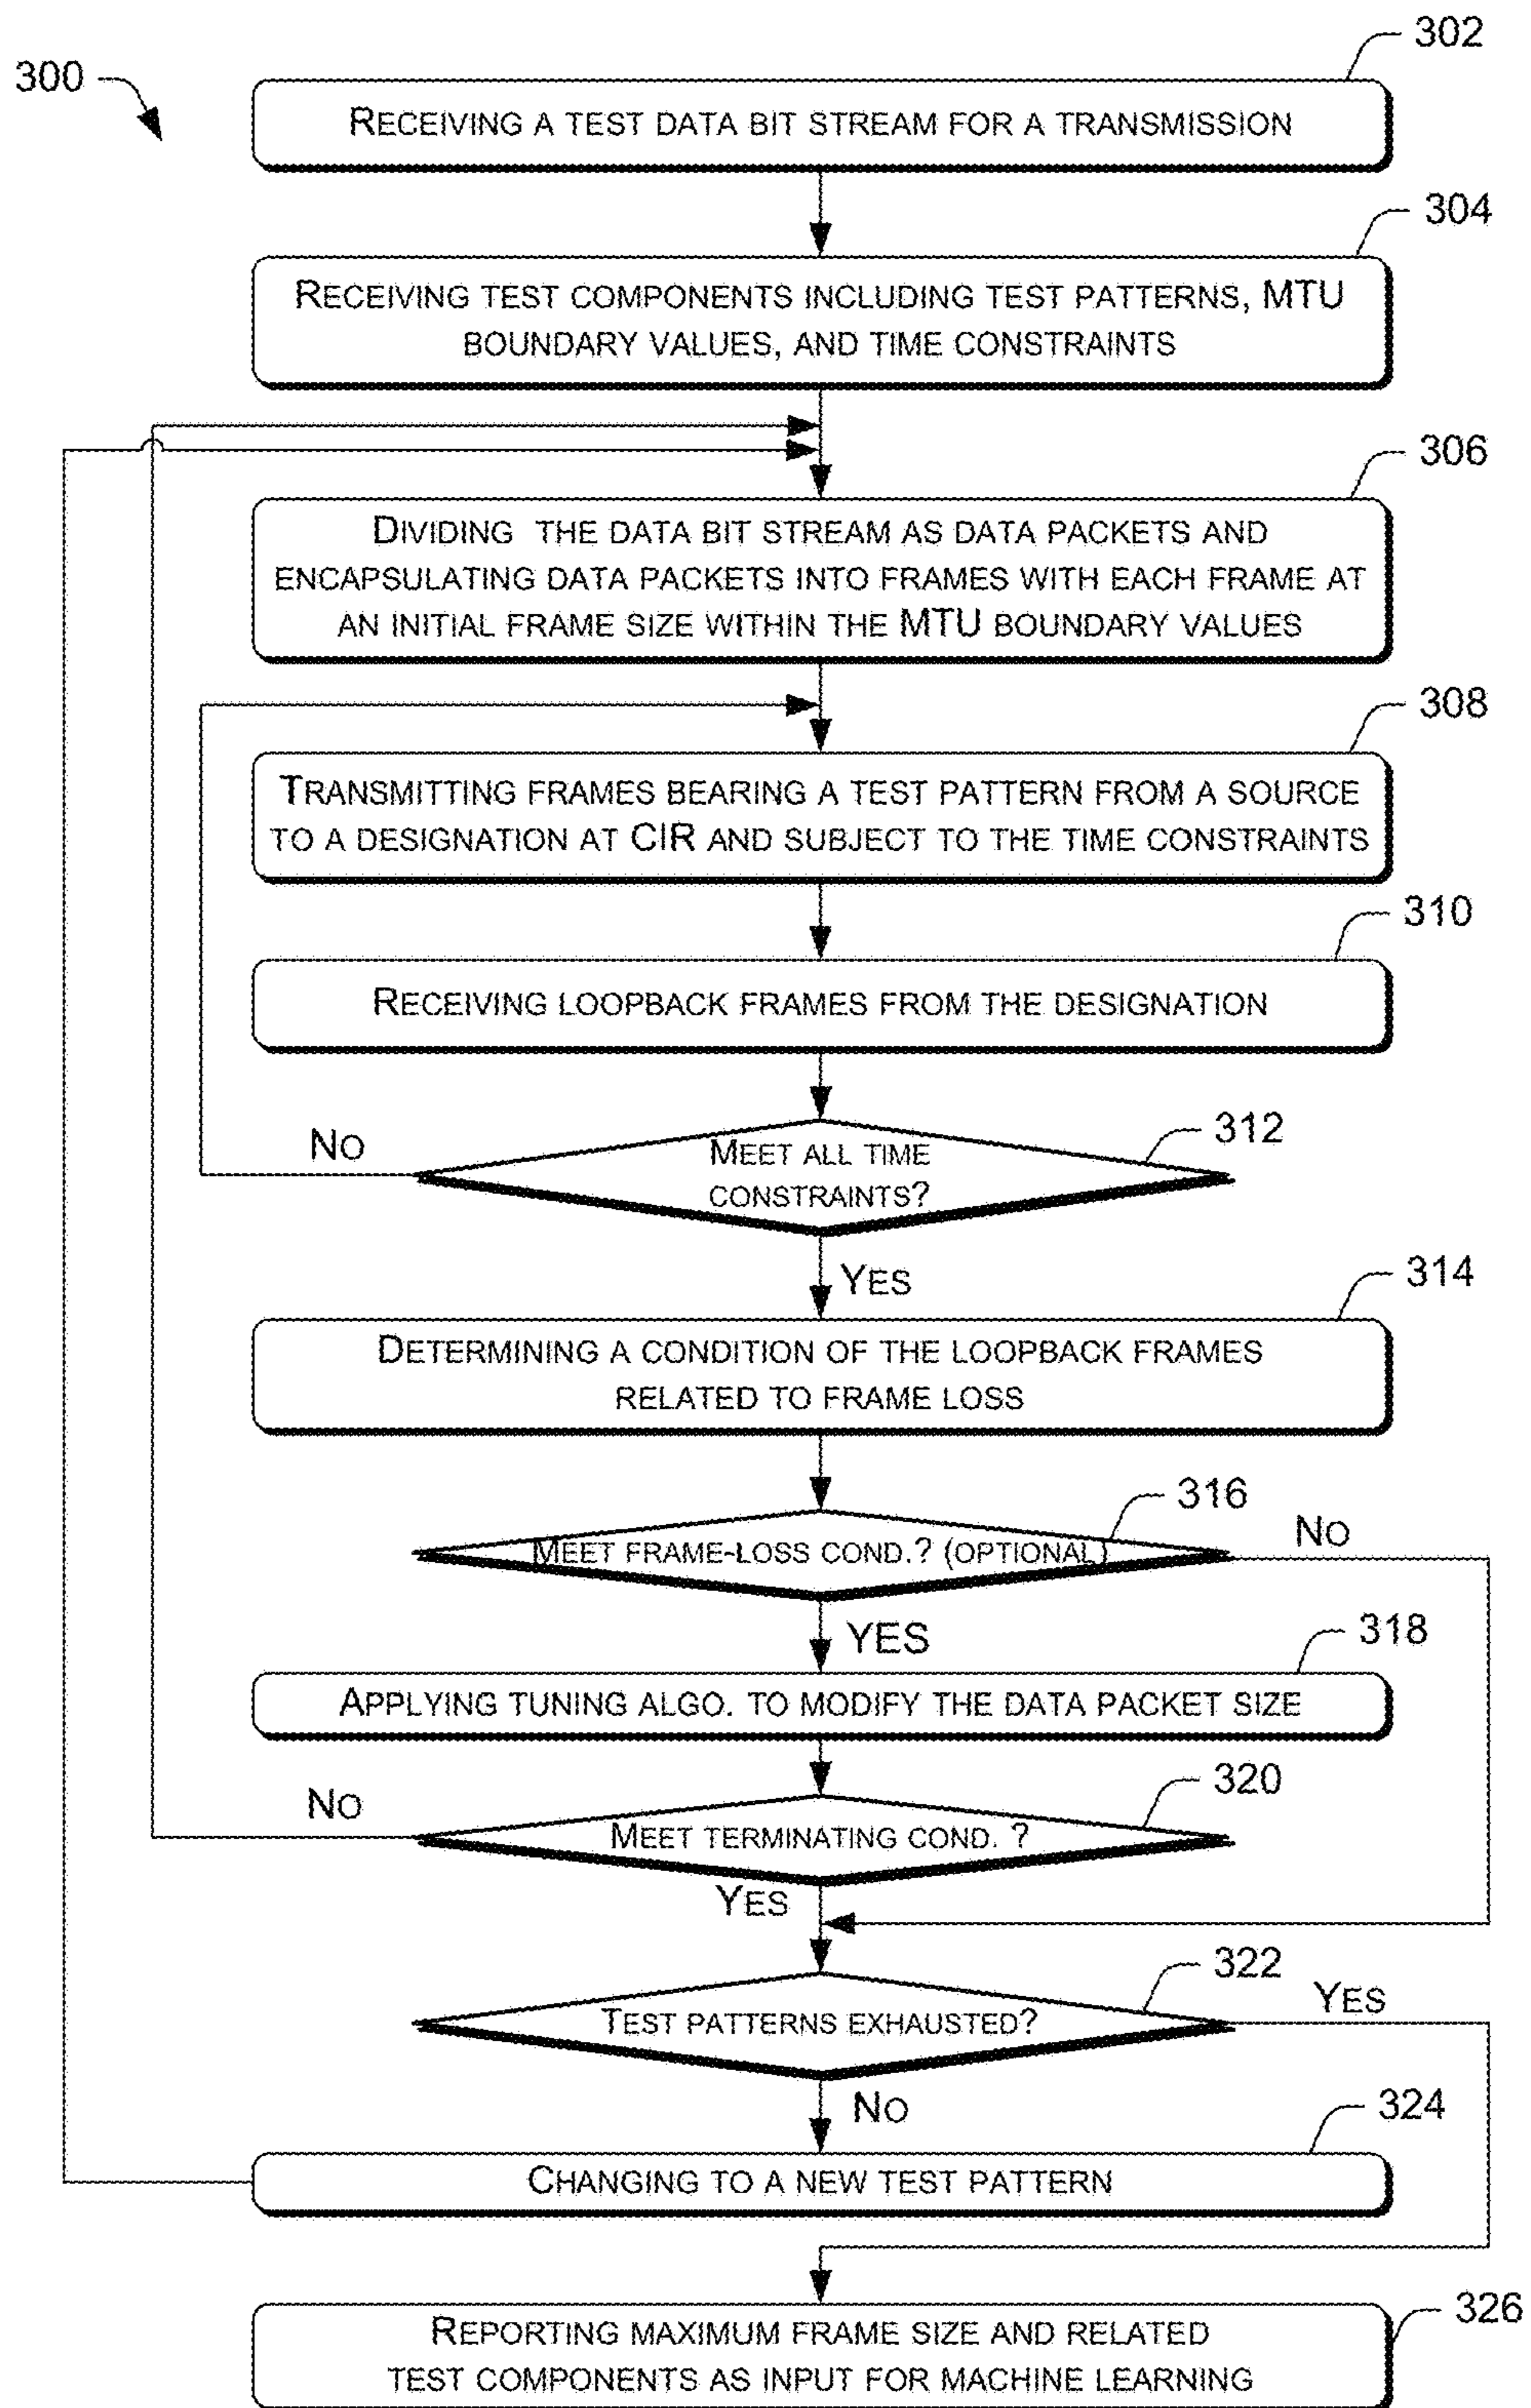 302
300
RECEIVING A TEST DATA BIT STREAM FOR A TRANSMISSION
304
RECEIVING TEST COMPONENTS INCLUDING TEST PATTERNS, MTU
BOUNDARY VALUES, AND TIME CONSTRAINTS
306
DIVIDING THE DATA BIT STREAM AS DATA PACKETS AND
ENCAPSULATING DATA PACKETS INTO FRAMES WITH EACH FRAME AT
AN INITIAL FRAME SIZE WITHIN THE MTU BOUNDARY VALUES
308
TRANSMITTING FRAMES BEARING A TEST PATTERN FROM A SOURCE
TO A DESIGNATION AT CIR AND SUBJECT TO THE TIME CONSTRAINTS
310
RECEIVING LOOPBACK FRAMES FROM THE DESIGNATION
312
NO
MEET ALL TIME
CONSTRAINTS?
YES
314
DETERMINING A CONDITION OF THE LOOPBACK FRAMES
RELATED TO FRAME LOSS
316
NO
MEET FRAME-LOSS COND.? (OPTIONAL)
YES
318
APPLYING TUNING ALGO. TO MODIFY THE DATA PACKET SIZE
320
NO
MEET TERMINATING COND. ?
YES
322
YES
TEST PATTERNS EXHAUSTED?
NO
324
CHANGING TO A NEW TEST PATTERN
326
REPORTING MAXIMUM FRAME SIZE AND RELATED
TEST COMPONENTS AS INPUT FOR MACHINE LEARNING